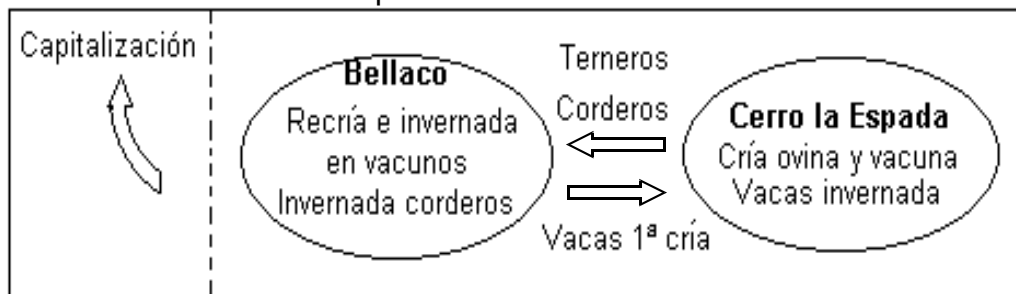 Capitalización
Bellaco
Recría e invernada
en vacunos
Invernada corderos
Terneros
Corderos
Vacas 1ª cría
Cerro la Espada
Cría ovina y vacuna
Vacas invernada